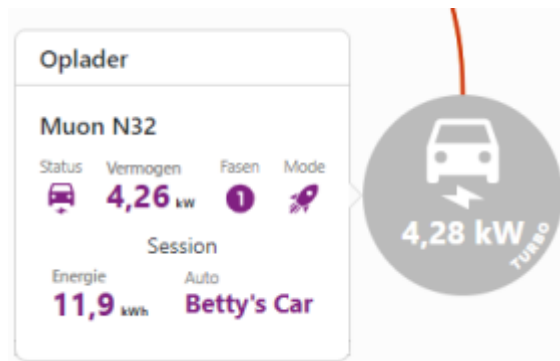 Oplader
Muon N32
Status Vermogen Fasen Mode
4,26 kW 1
Session
Energie Auto
11,9 kWh Betty's Car
4,28 kW
TURBO